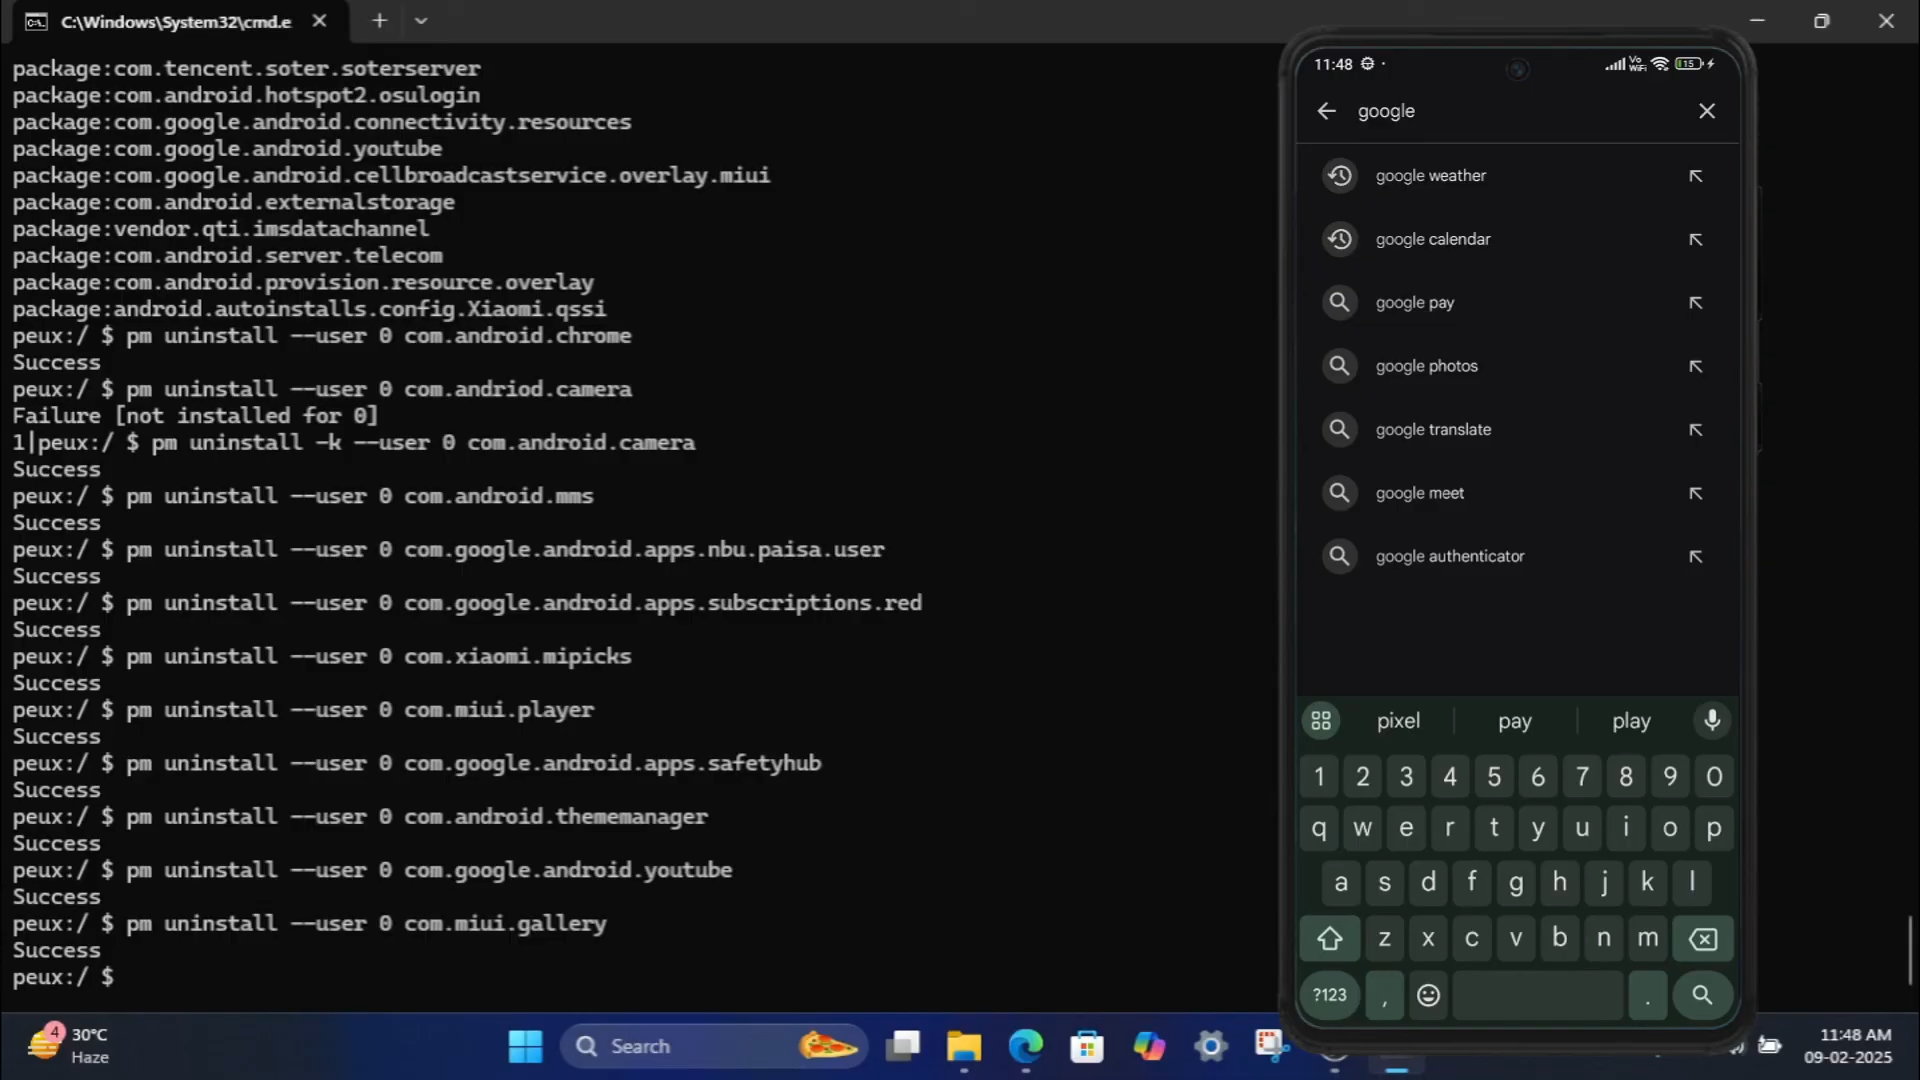 C:\Windows\System32\cmd.e
package:com.tencent.soter.soterserver
package:com.android.hotspot2.osulogin
package:com.google.android.connectivity.resources
package:com.google.android.youtube
package:com.google.android.cellbroadcastservice.overlay.miui
package:com.android.externalstorage
package:vendor.qti.imsdatachannel
package:com.android.server.telecom
package:com.android.provision.resource.overlay
package:android.autoinstalls.config.Xiaomi.qssi
peux:/ $ pm uninstall --user 0 com.android.chrome
Success
peux:/ $ pm uninstall --user 0 com.andriod.camera
Failure [not installed for 0]
1|peux:/ $ pm uninstall -k --user 0 com.android.camera
Success
peux:/ $ pm uninstall --user 0 com.android.mms
Success
peux:/ $ pm uninstall --user 0 com.google.android.apps.nbu.paisa.user
Success
peux:/ $ pm uninstall --user 0 com.google.android.apps.subscriptions.red
Success
peux:/ $ pm uninstall --user 0 com.xiaomi.mipicks
Success
peux:/ $ pm uninstall --user 0 com.miui.player
Success
peux:/ $ pm uninstall --user 0 com.google.android.apps.safetyhub
Success
peux:/ $ pm uninstall --user 0 com.android.thememanager
Success
peux:/ $ pm uninstall --user 0 com.google.android.youtube
Success
peux:/ $ pm uninstall --user 0 com.miui.gallery
Success
peux:/ $
11:48 Vo WiFi 15
google
google weather
google calendar
google pay
google photos
google translate
google meet
google authenticator
pixel pay play
1 2 3 4 5 6 7 8 9 0
q w e r t y u i o p
a s d f g h j k l
z x c v b n m
?123 , .
4 30°C
Haze
Search
11:48 AM
09-02-2025